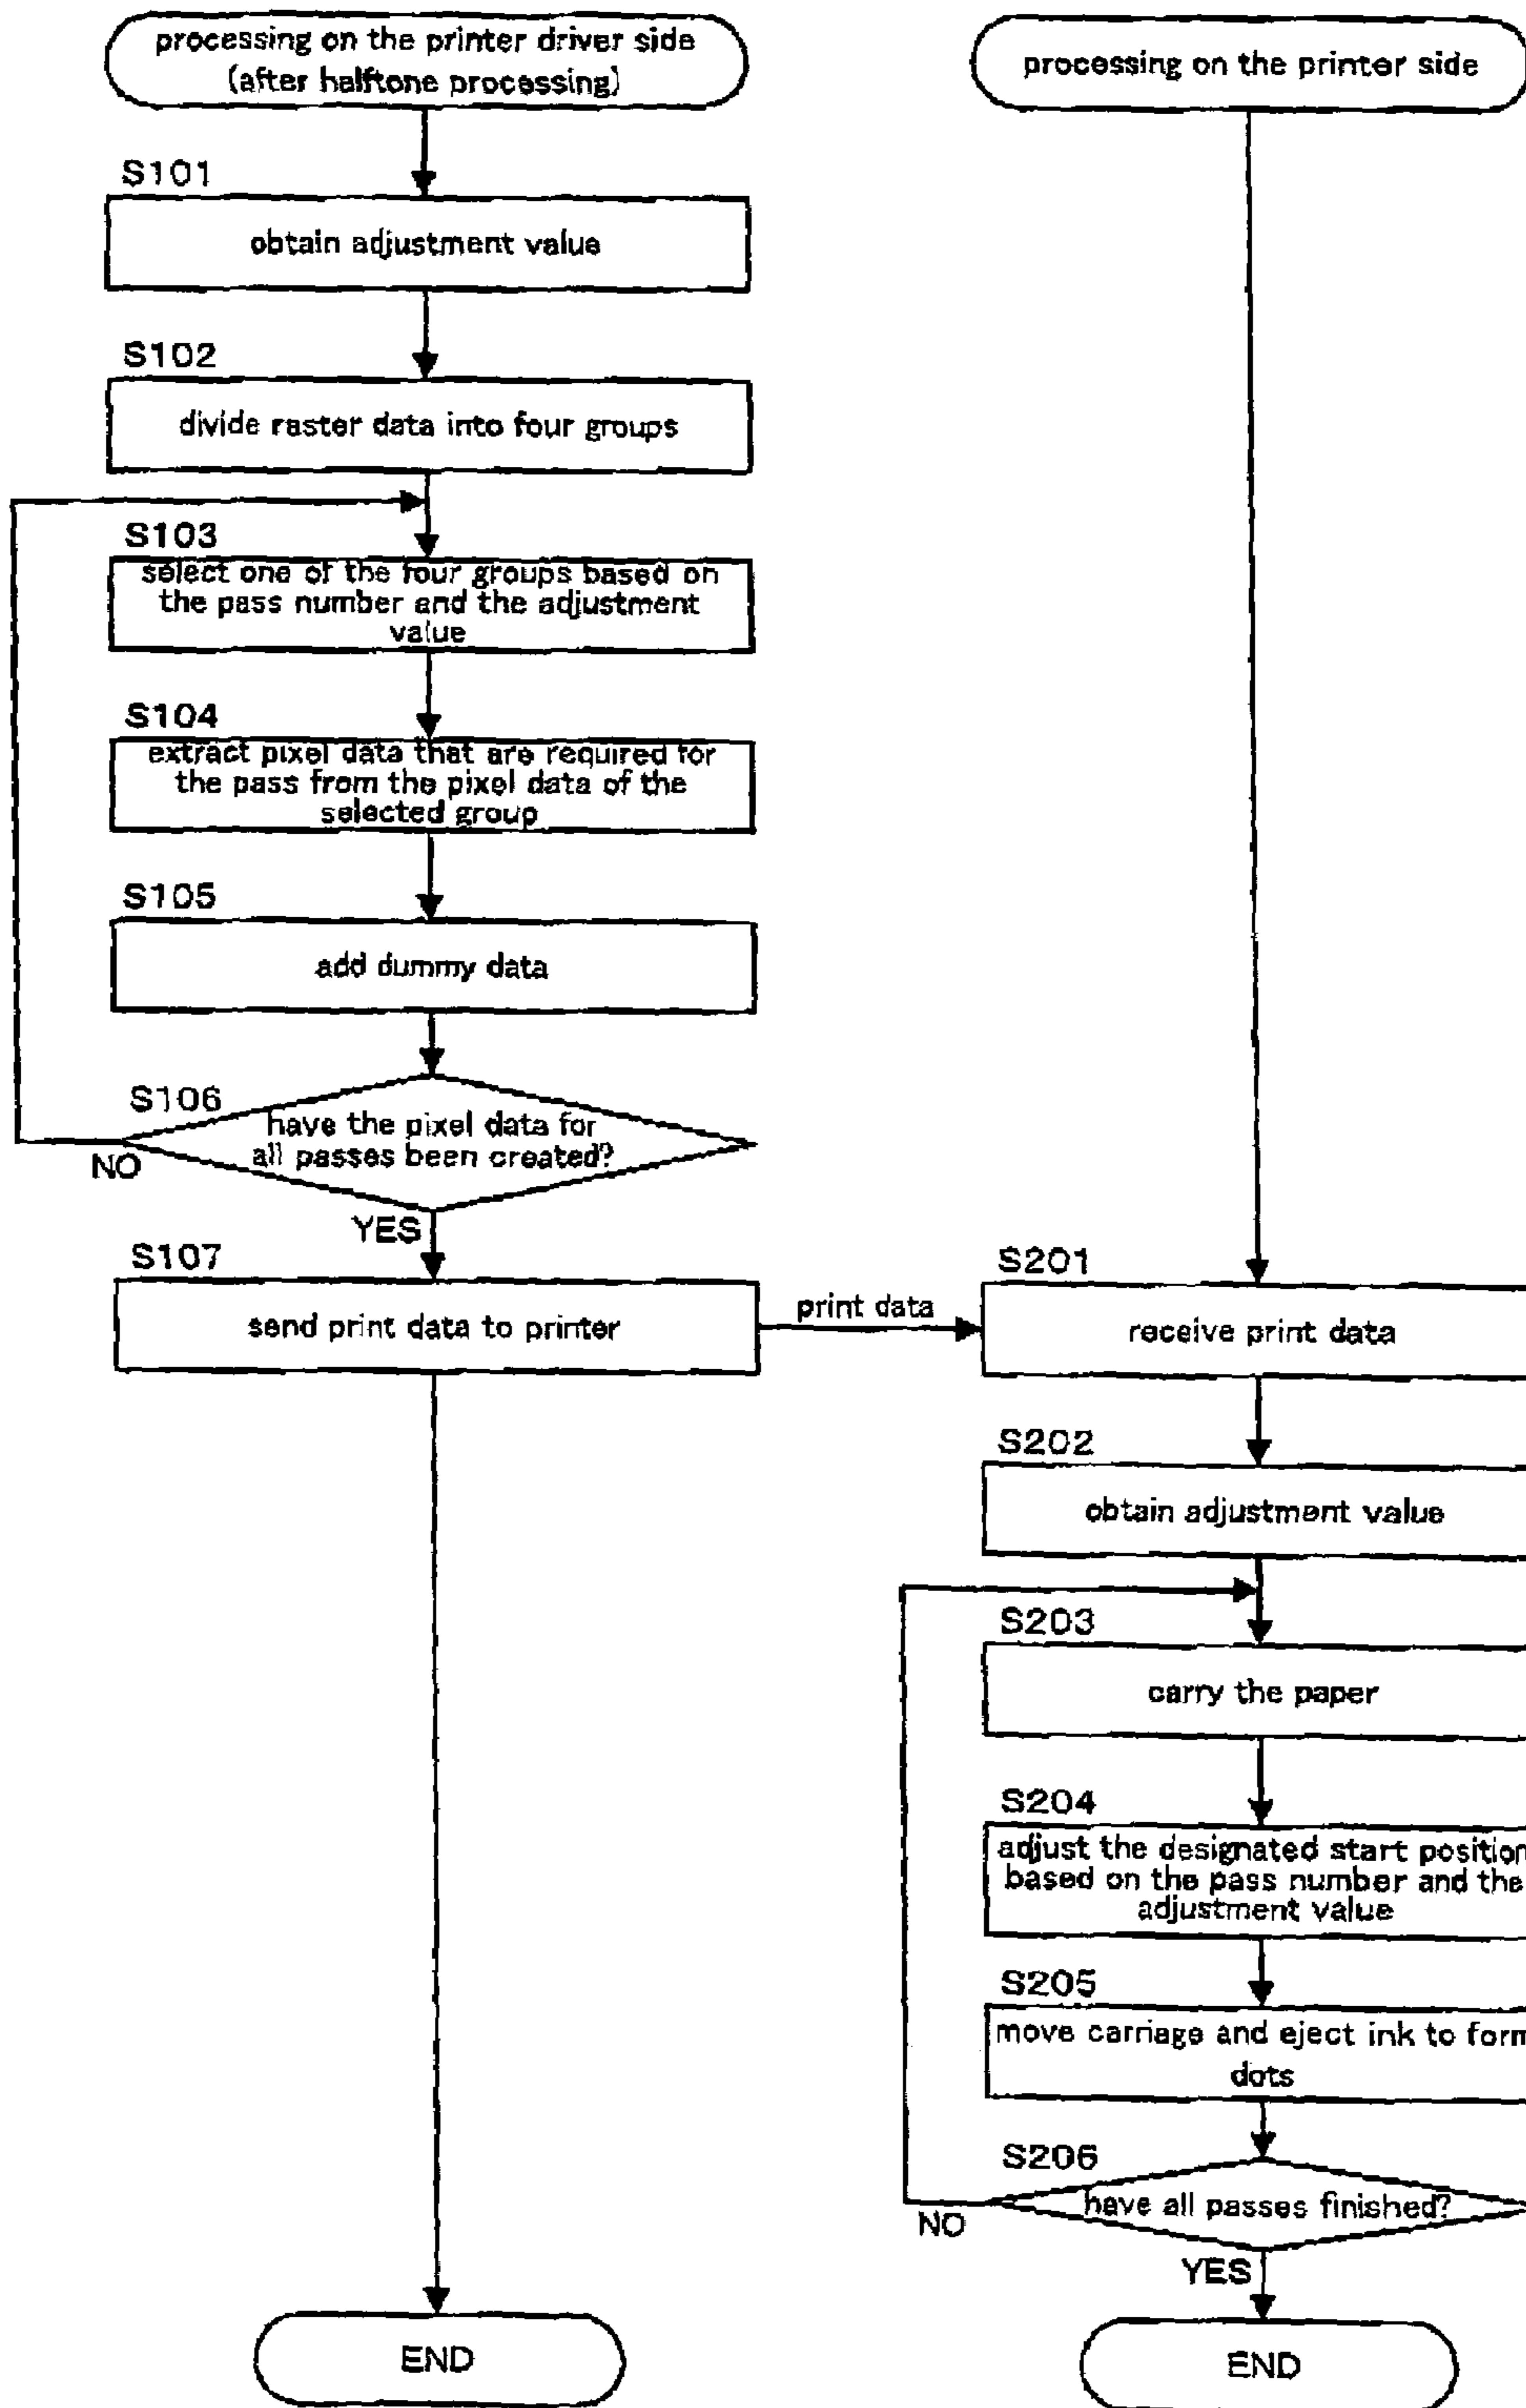 processing on the printer driver side
(after halftone processing)
S101
obtain adjustment value
S102
divide raster data into four groups
S103
select one of the four groups based on
the pass number and the adjustment
value
S104
extract pixel data that are required for
the pass from the pixel data of the
selected group
S105
add dummy data
S106
have the pixel data for
all passes been created?
NO
YES
S107
send print data to printer
END
print data
processing on the printer side
S201
receive print data
S202
obtain adjustment value
S203
carry the paper
S204
adjust the designated start position
based on the pass number and the
adjustment value
S205
move carriage and eject ink to form
dots
S206
have all passes finished?
NO
YES
END